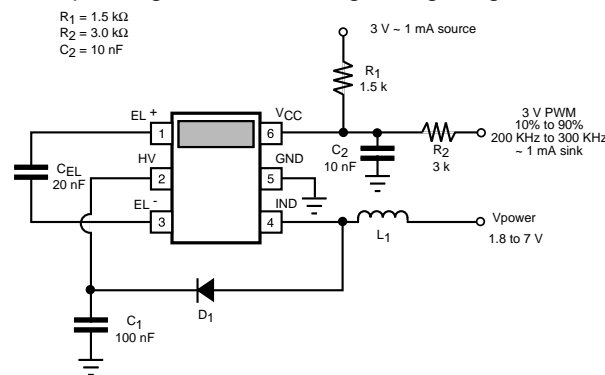 R1 = 1.5 kΩ
R2 = 3.0 kΩ
C2 = 10 nF
3 V ~ 1 mA source
R1
1.5 k
EL +
VCC
1
6
3 V PWM
10% to 90%
200 KHz to 300 KHz
~ 1 mA sink
CEL
20 nF
HV
GND
C2
10 nF
R2
3 k
2
5
EL -
IND
3
4
Vpower
L1
1.8 to 7 V
D1
C1
100 nF